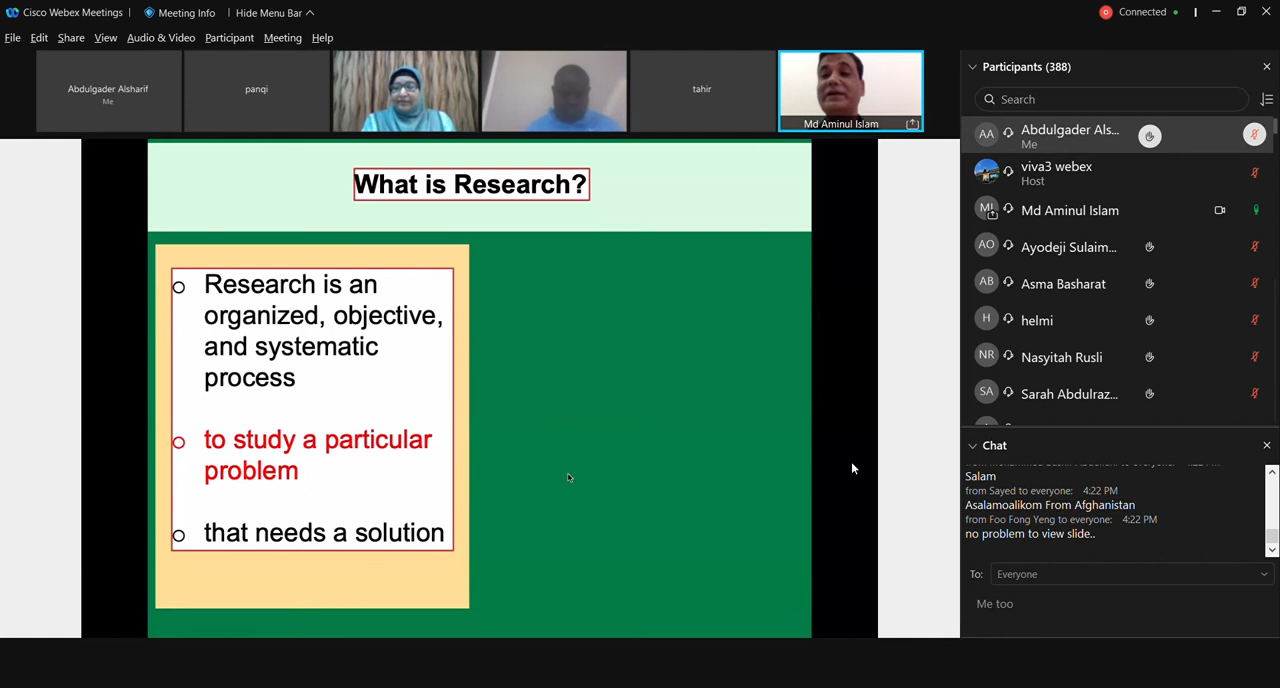 Cisco Webex Meetings
Meeting Info
Hide Menu Bar
Connected
File Edit Share View Audio & Video Participant Meeting Help
Abdulgader Alsharif
Me
panqi
tahir
Md Aminul Islam
What is Research?
Research is an
organized, objective,
and systematic
process
to study a particular
problem
that needs a solution
Participants (388)
Search
AA Abdulgader Als...
Me
viva3 webex
Host
MI Md Aminul Islam
AO Ayodeji Sulaim...
AB Asma Basharat
H helmi
NR Nasyitah Rusli
SA Sarah Abdulraz...
Chat
Salam
from Sayed to everyone: 4:22 PM
Asalamoalikom From Afghanistan
from Foo Fong Yeng to everyone: 4:22 PM
no problem to view slide..
To: Everyone
Me too